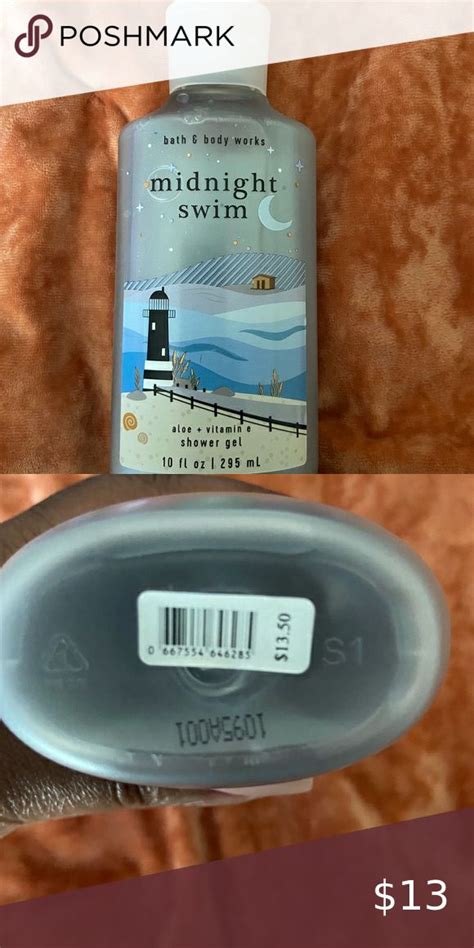 POSHMARK
bath & body works
midnight
swim
aloe + vitamin e
shower gel
10 fl oz | 295 mL
0 667554 646285
$13.50
S1
1095A001
$13